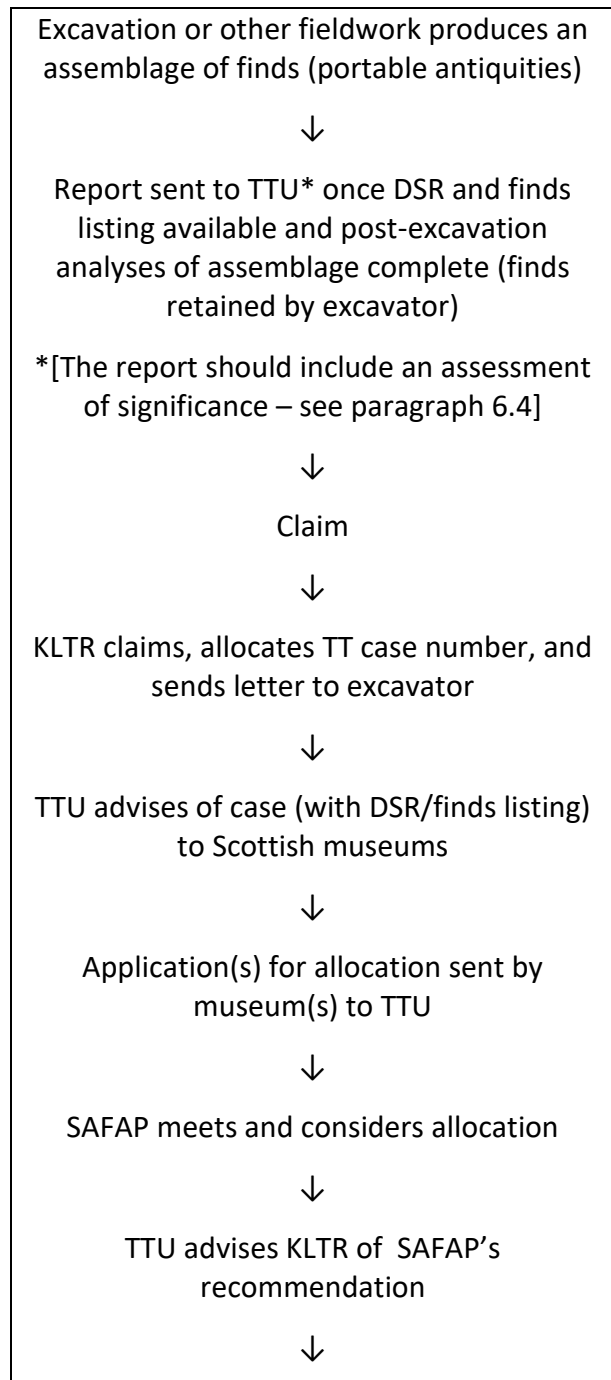 Excavation or other fieldwork produces an
assemblage of finds (portable antiquities)
↓
Report sent to TTU* once DSR and finds
listing available and post-excavation
analyses of assemblage complete (finds
retained by excavator)
*[The report should include an assessment
of significance – see paragraph 6.4]
↓
Claim
↓
KLTR claims, allocates TT case number, and
sends letter to excavator
↓
TTU advises of case (with DSR/finds listing)
to Scottish museums
↓
Application(s) for allocation sent by
museum(s) to TTU
↓
SAFAP meets and considers allocation
↓
TTU advises KLTR of  SAFAP’s
recommendation
↓